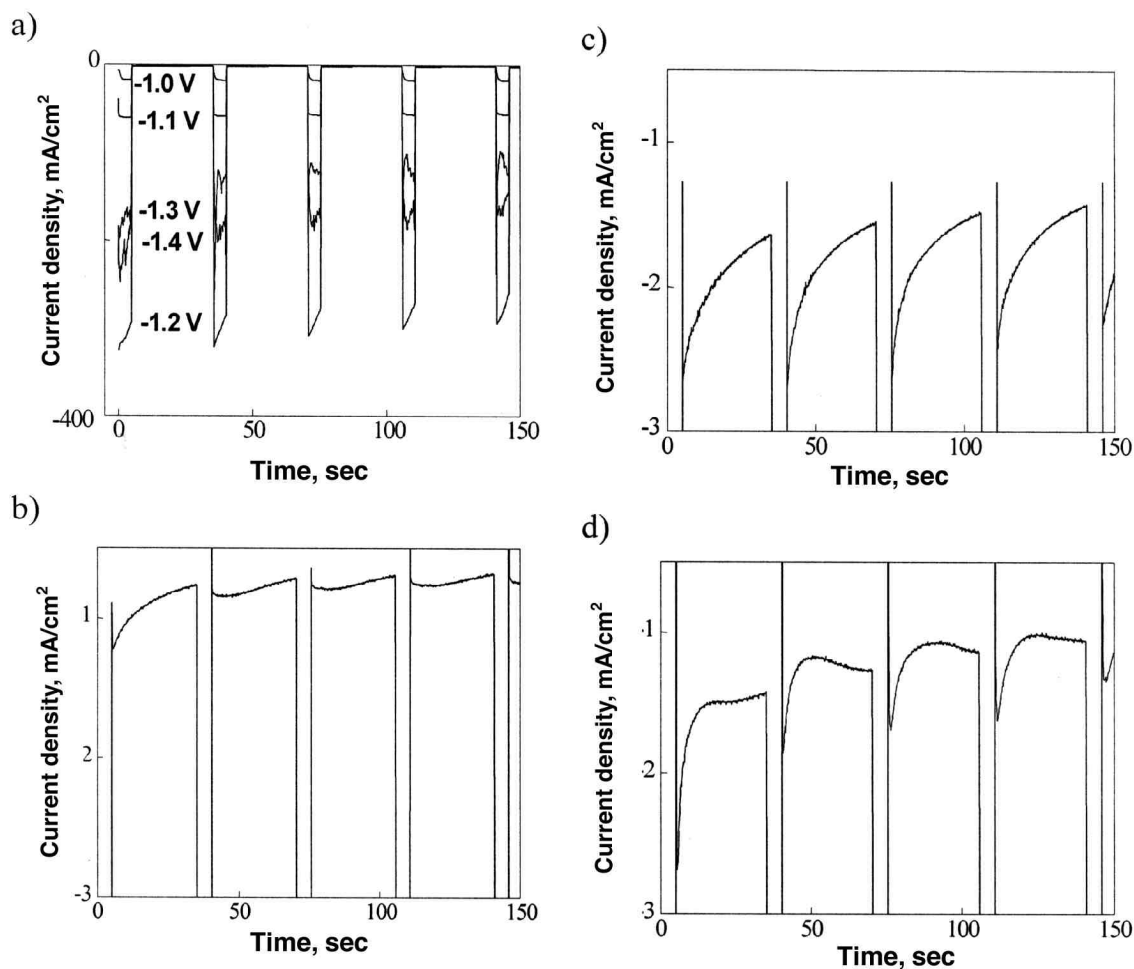 a)
0
-1.0 V
-1.1 V
-1.3 V
-1.4 V
-1.2 V
-400
0
50
100
150
Current density, mA/cm²
Time, sec
b)
1
2
-3
0
50
100
150
Current density, mA/cm²
Time, sec
c)
-1
-2
-3
0
50
100
150
Current density, mA/cm²
Time, sec
d)
·1
·2
·3
0
50
100
150
Current density, mA/cm²
Time, sec